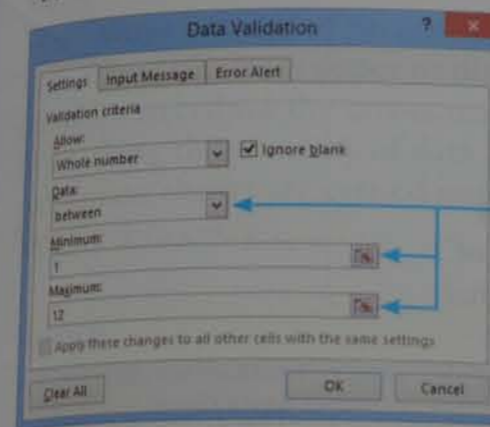 Data Validation ? ×
Settings Input Message Error Alert
Validation criteria
Allow:
Whole number Ignore blank
Data:
between
Minimum:
1
Maximum:
12
Apply these changes to all other cells with the same settings
Clear All OK Cancel